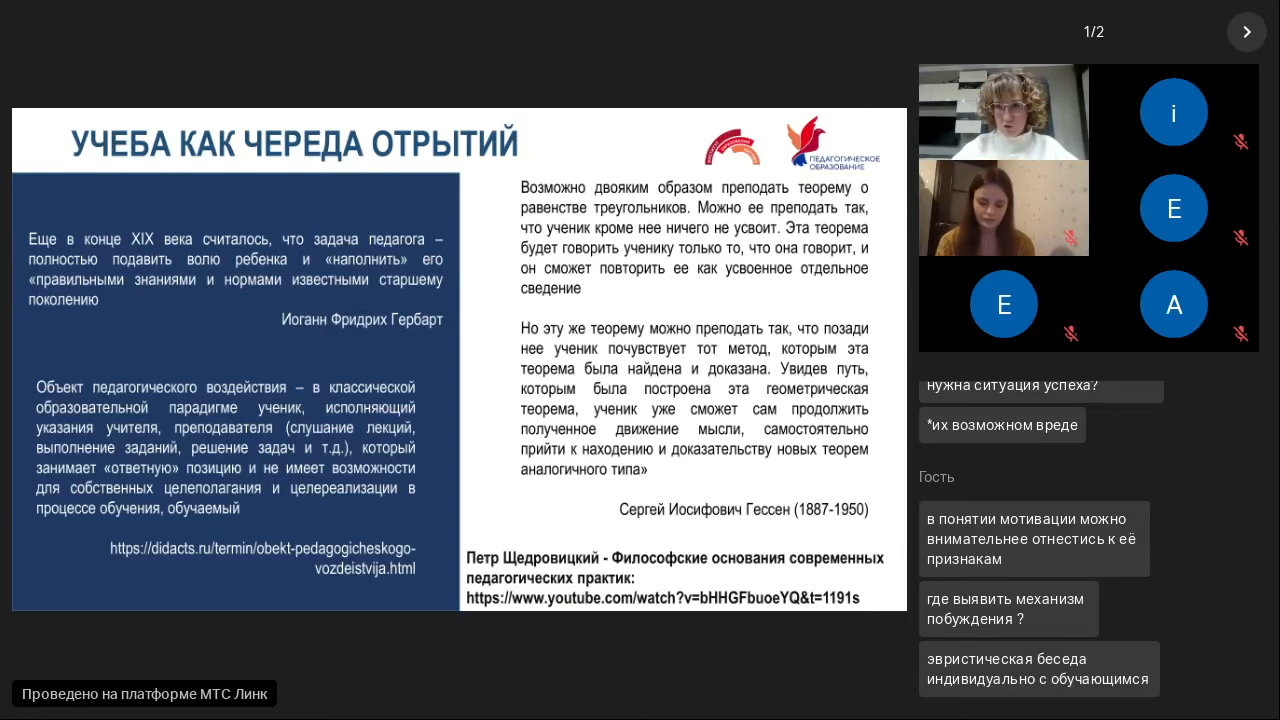 1/2
УЧЕБА КАК ЧЕРЕДА ОТРЫТИЙ
ПЕДАГОГИЧЕСКОЕ
ОБРАЗОВАНИЕ
Еще в конце XIX века считалось, что задача педагога –
полностью подавить волю ребенка и «наполнить» его
«правильными знаниями и нормами известными старшему
поколению
Иоганн Фридрих Гербарт
Объект педагогического воздействия – в классической
образовательной парадигме ученик, исполняющий
указания учителя, преподавателя (слушание лекций,
выполнение заданий, решение задач и т.д.), который
занимает «ответную» позицию и не имеет возможности
для собственных целеполагания и целереализации в
процессе обучения, обучаемый
https://didacts.ru/termin/obekt-pedagogicheskogo-
vozdeistvija.html
Возможно двояким образом преподать теорему о
равенстве треугольников. Можно ее преподать так,
что ученик кроме нее ничего не усвоит. Эта теорема
будет говорить ученику только то, что она говорит, и
он сможет повторить ее как усвоенное отдельное
сведение
Но эту же теорему можно преподать так, что позади
нее ученик почувствует тот метод, которым эта
теорема была найдена и доказана. Увидев путь,
которым была построена эта геометрическая
теорема, ученик уже сможет сам продолжить
полученное движение мысли, самостоятельно
прийти к нахождению и доказательству новых теорем
аналогичного типа»
Сергей Иосифович Гессен (1887-1950)
Петр Щедровицкий - Философские основания современных
педагогических практик:
https://www.youtube.com/watch?v=bHHGFbuoeYQ&t=1191s
i
E
E
A
нужна ситуация успеха?
*их возможном вреде
Гость
в понятии мотивации можно
внимательнее отнестись к её
признакам
где выявить механизм
побуждения ?
эвристическая беседа
индивидуально с обучающимся
Проведено на платформе МТС Линк